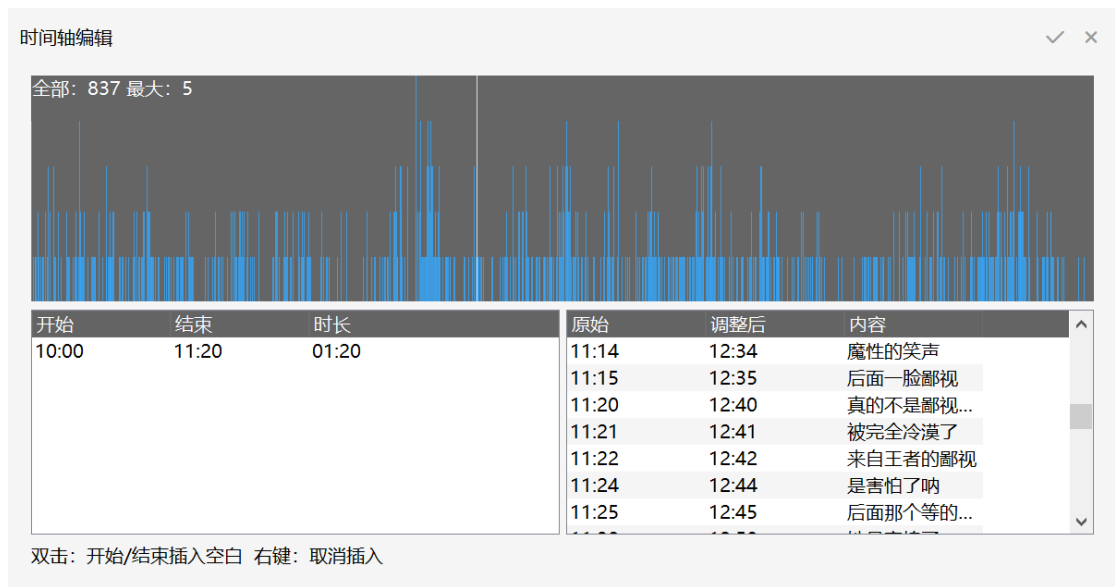 时间轴编辑
全部：837 最大：5
开始 结束 时长
10:00 11:20 01:20
原始 调整后 内容
11:14 12:34 魔性的笑声
11:15 12:35 后面一脸鄙视
11:20 12:40 真的不是鄙视...
11:21 12:41 被完全冷漠了
11:22 12:42 来自王者的鄙视
11:24 12:44 是害怕了呐
11:25 12:45 后面那个等的...
双击：开始/结束插入空白 右键：取消插入